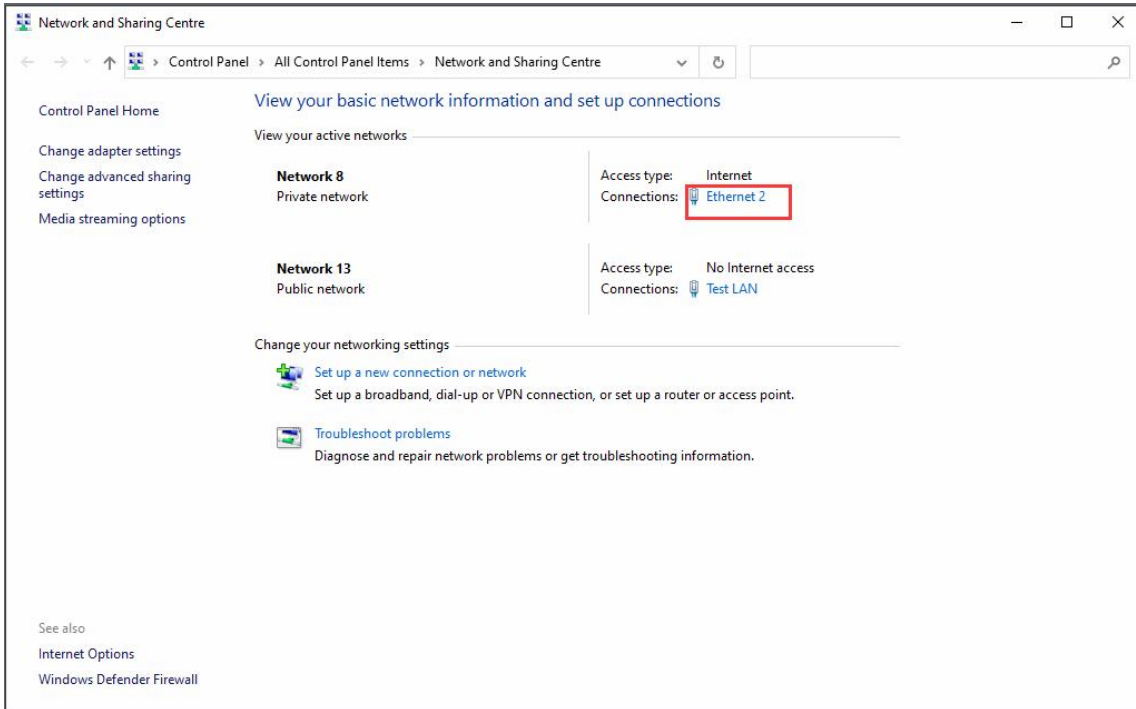 Network and Sharing Centre
Control Panel > All Control Panel Items > Network and Sharing Centre
Control Panel Home
Change adapter settings
Change advanced sharing
settings
Media streaming options
View your basic network information and set up connections
View your active networks
Network 8
Private network
Access type: Internet
Connections: Ethernet 2
Network 13
Public network
Access type: No Internet access
Connections: Test LAN
Change your networking settings
Set up a new connection or network
Set up a broadband, dial-up or VPN connection, or set up a router or access point.
Troubleshoot problems
Diagnose and repair network problems or get troubleshooting information.
See also
Internet Options
Windows Defender Firewall